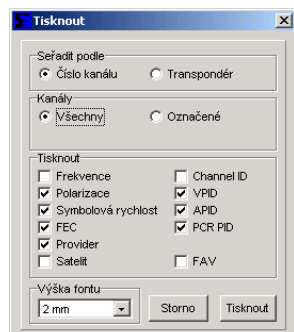 Tisknout
Seřadit podle
Číslo kanálu Transpondér
Kanály
Všechny Označené
Tisknout
Frekvence Channel ID
Polarizace VPID
Symbolová rychlost APID
FEC PCR PID
Provider
Satelit FAV
Výška fontu
2 mm Storno Tisknout